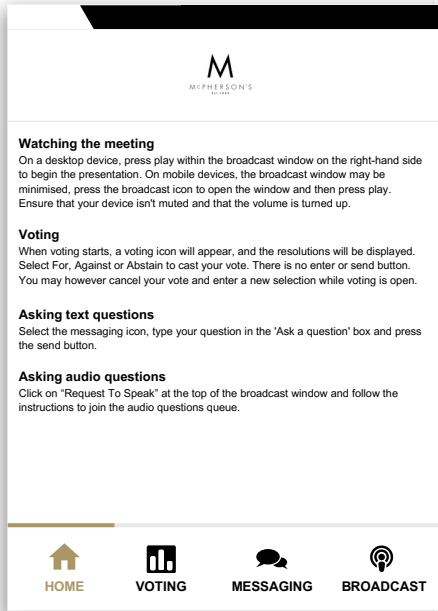 M
McPHERSON'S
EST. 1860
Watching the meeting
On a desktop device, press play within the broadcast window on the right-hand side
to begin the presentation. On mobile devices, the broadcast window may be
minimised, press the broadcast icon to open the window and then press play.
Ensure that your device isn't muted and that the volume is turned up.
Voting
When voting starts, a voting icon will appear, and the resolutions will be displayed.
Select For, Against or Abstain to cast your vote. There is no enter or send button.
You may however cancel your vote and enter a new selection while voting is open.
Asking text questions
Select the messaging icon, type your question in the 'Ask a question' box and press
the send button.
Asking audio questions
Click on “Request To Speak” at the top of the broadcast window and follow the
instructions to join the audio questions queue.
HOME VOTING MESSAGING BROADCAST